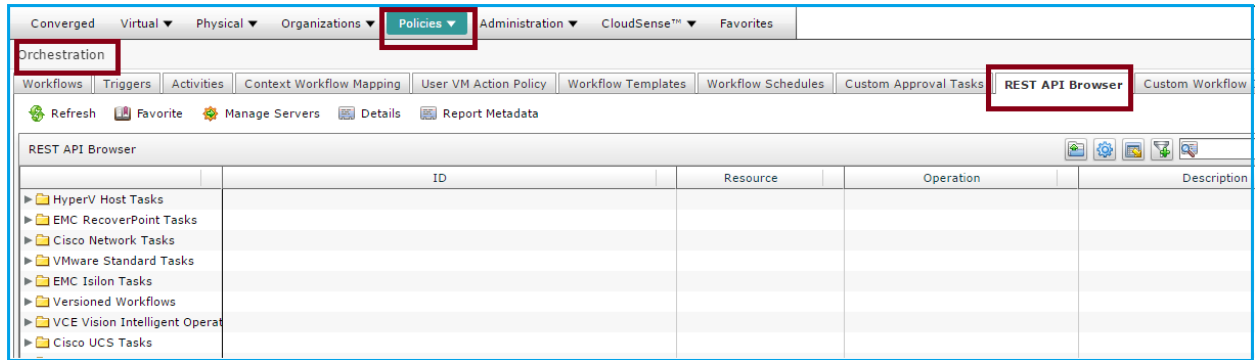 Converged Virtual ▼ Physical ▼ Organizations ▼ Policies ▼ Administration ▼ CloudSense™ ▼ Favorites
Orchestration
Workflows Triggers Activities Context Workflow Mapping User VM Action Policy Workflow Templates Workflow Schedules Custom Approval Tasks REST API Browser Custom Workflow
Refresh Favorite Manage Servers Details Report Metadata
REST API Browser
ID Resource Operation Description
HyperV Host Tasks
EMC RecoverPoint Tasks
Cisco Network Tasks
VMware Standard Tasks
EMC Isilon Tasks
Versioned Workflows
VCE Vision Intelligent Operat
Cisco UCS Tasks